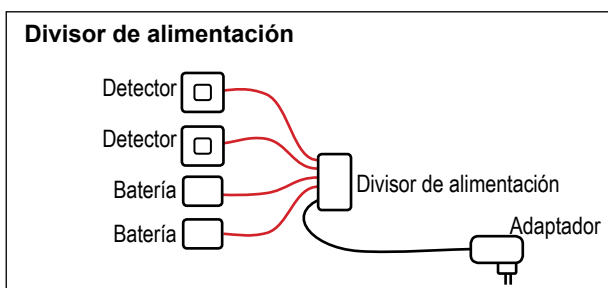 Divisor de alimentación
Detector
Detector
Batería
Divisor de alimentación
Batería
Adaptador